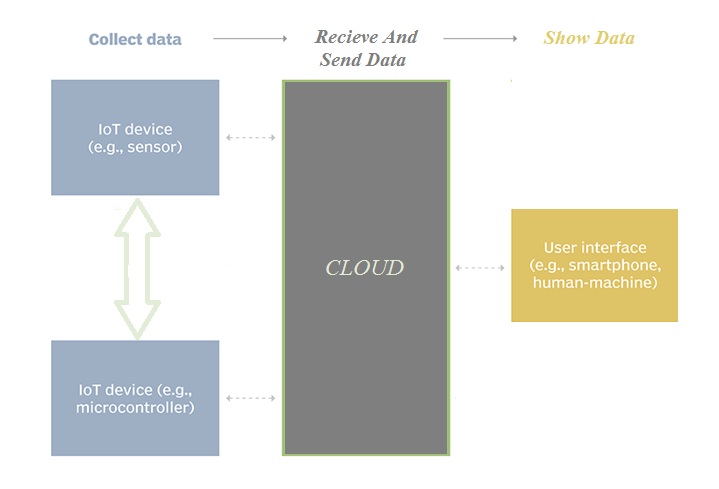 Collect data
Recieve And
Send Data
Show Data
IoT device
(e.g., sensor)
CLOUD
User interface
(e.g., smartphone,
human-machine)
IoT device (e.g.,
microcontroller)